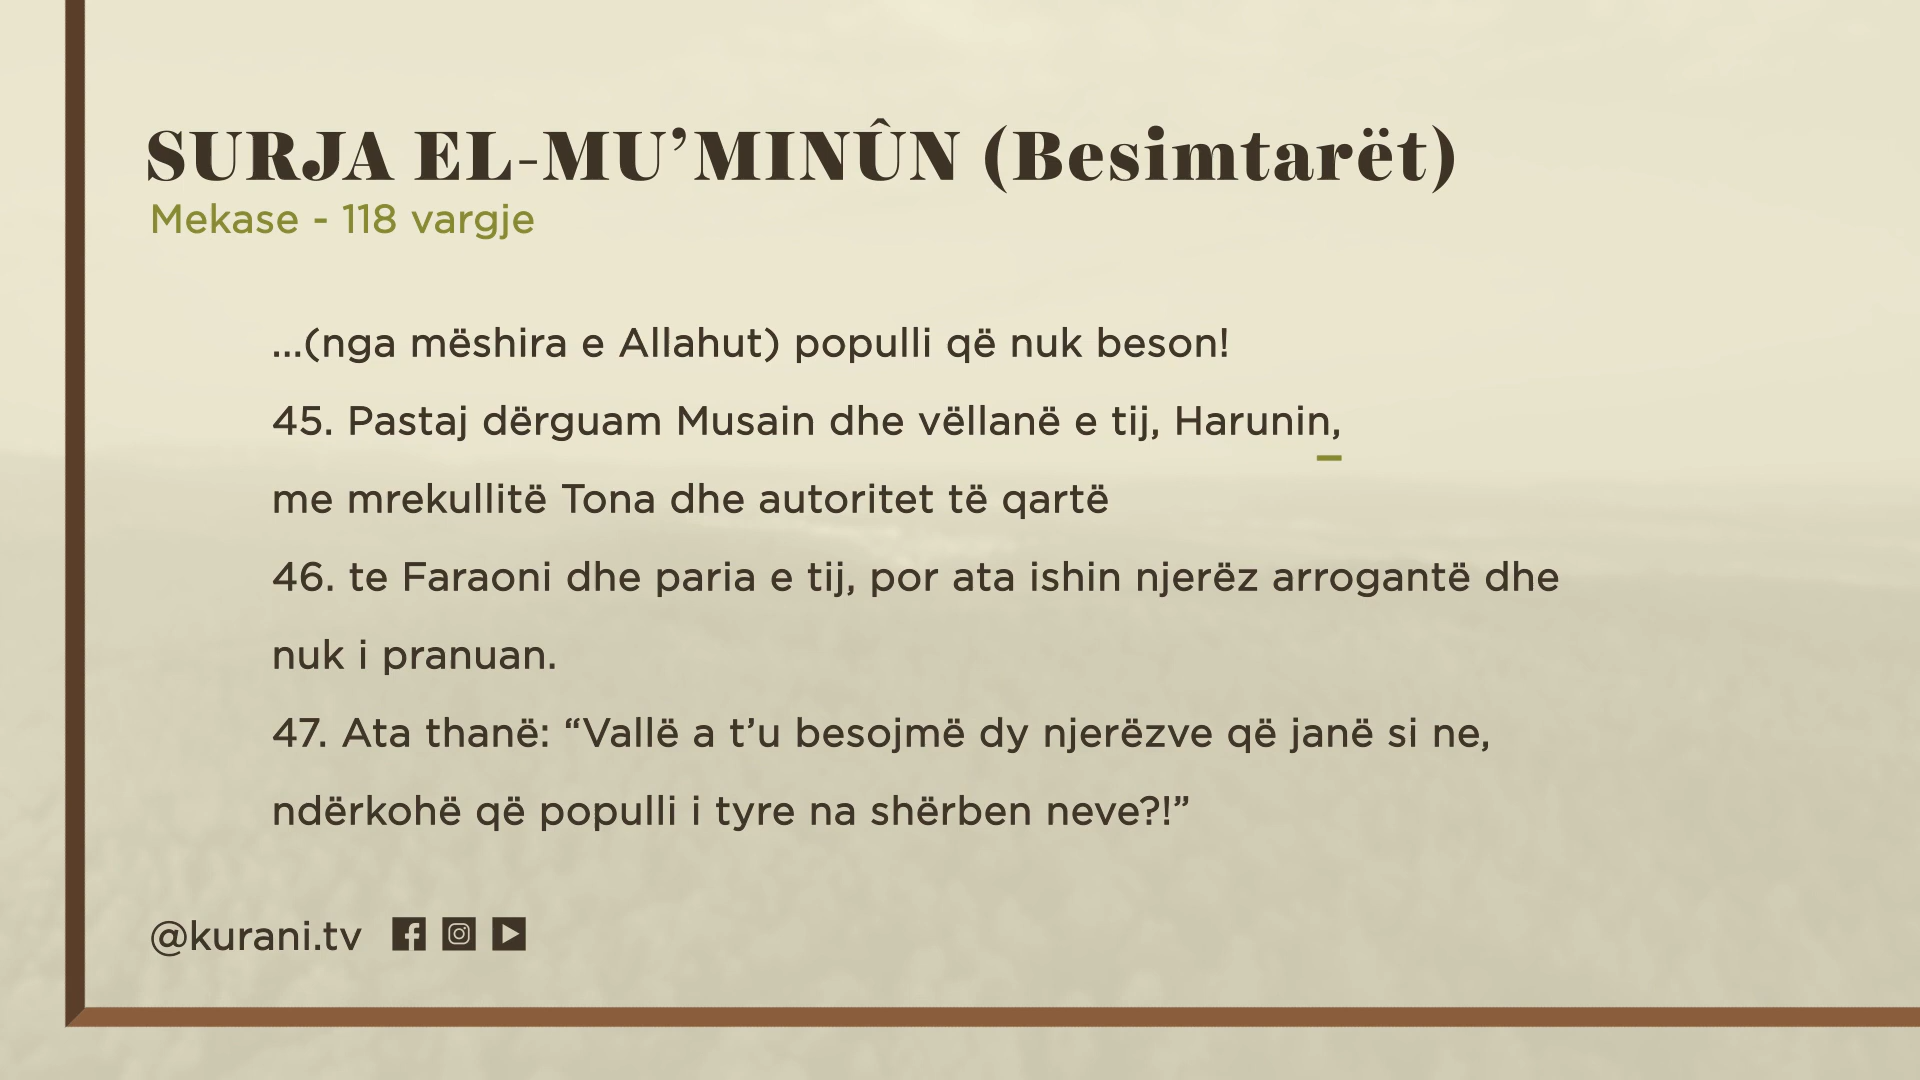 SURJA EL-MU’MINÛN (Besimtarët)
Mekase - 118 vargje
...(nga mëshira e Allahut) populli që nuk beson!
45. Pastaj dërguam Musain dhe vëllanë e tij, Harunin,
me mrekullitë Tona dhe autoritet të qartë
46. te Faraoni dhe paria e tij, por ata ishin njerëz arrogantë dhe
nuk i pranuan.
47. Ata thanë: “Vallë a t’u besojmë dy njerëzve që janë si ne,
ndërkohë që populli i tyre na shërben neve?!”
@kurani.tv